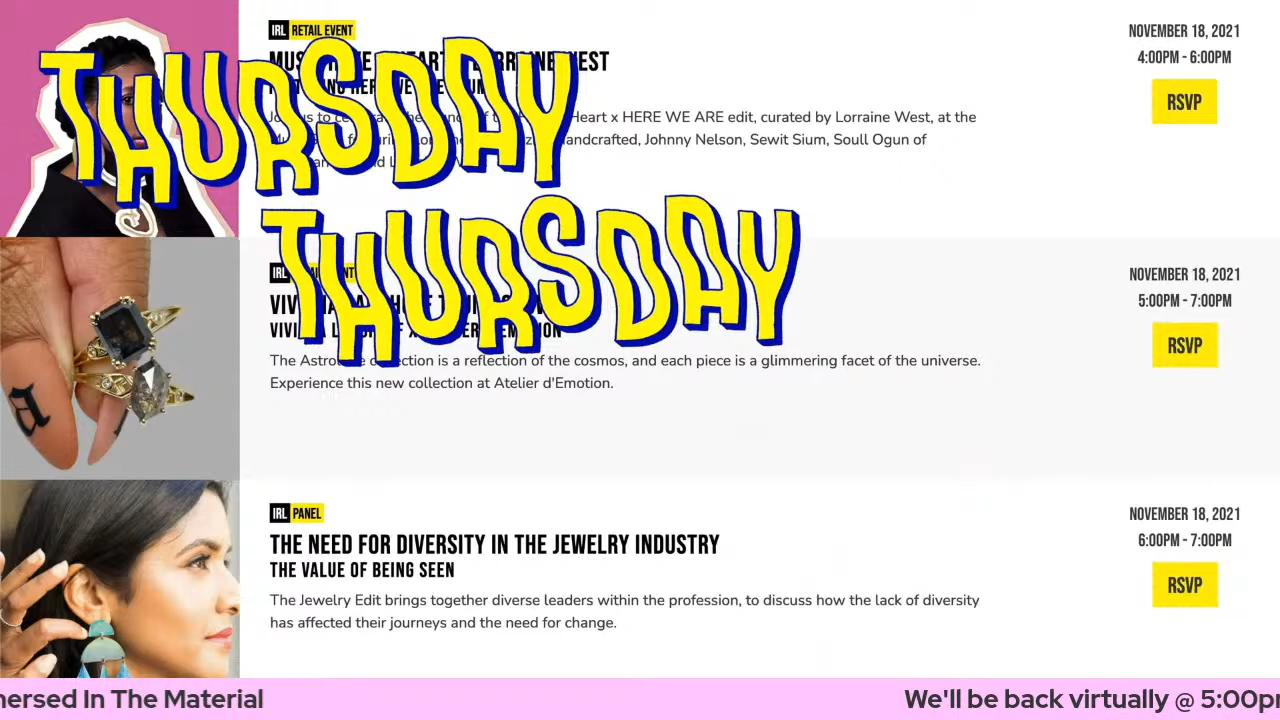 IRL RETAIL EVENT
NOVEMBER 18, 2021
4:00PM - 6:00PM
RSVP
THURSDAY
Heart x HERE WE ARE edit, curated by Lorraine West, at the
Johnny Nelson, Sewit Sium, Soull Ogun of
THURSDAY
IRL
NOVEMBER 18, 2021
5:00PM - 7:00PM
RSVP
The collection is a reflection of the cosmos, and each piece is a glimmering facet of the universe.
Experience this new collection at Atelier d'Emotion.
a
IRL PANEL
THE NEED FOR DIVERSITY IN THE JEWELRY INDUSTRY
THE VALUE OF BEING SEEN
The Jewelry Edit brings together diverse leaders within the profession, to discuss how the lack of diversity
has affected their journeys and the need for change.
NOVEMBER 18, 2021
6:00PM - 7:00PM
RSVP
mersed In The Material
We'll be back virtually @ 5:00pm